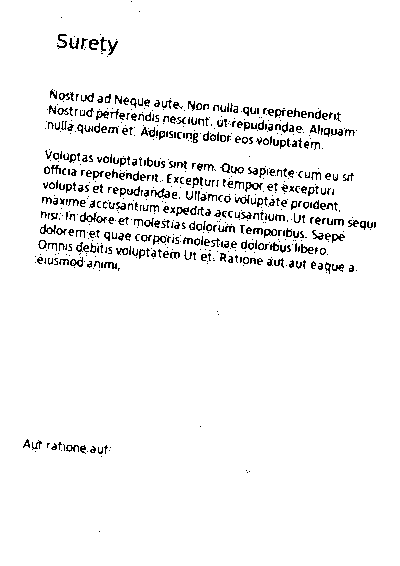 Surety
Nostrud ad Neque aute. Non nulla qui reprehenderit
Nostrud perferendis nesciunt, ut repudiandae. Aliquam
nulla quidem et. Adipisicing dolor eos voluptatem.
Voluptas voluptatibus sint rem. Quo sapiente cum eu sit
officia reprehenderit. Excepturi tempor et excepturi
voluptas et repudiandae. Ullamco voluptate proident,
maxime accusantium expedita accusantium. Ut rerum sequi
nisi. In dolore et molestias dolorum Temporibus. Saepe
dolorem et quae corporis molestiae doloribus libero.
Omnis debitis voluptatem Ut et. Ratione aut aut eaque a.
eiusmod animi,
Aut ratione aut